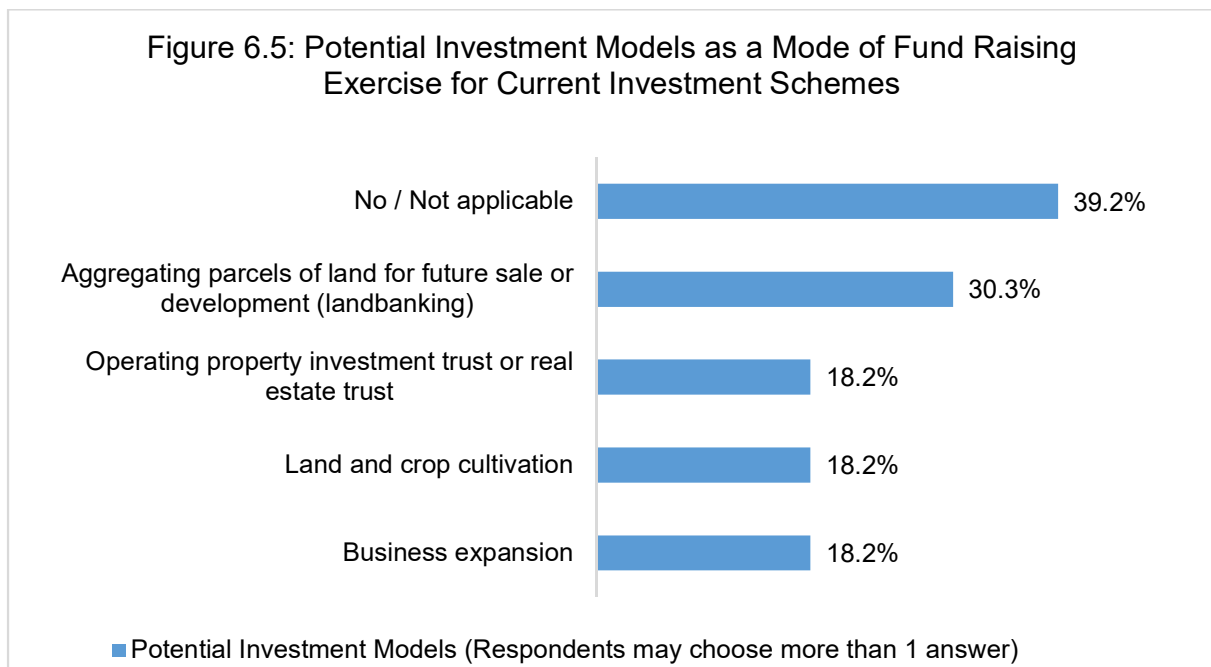 Figure 6.5: Potential Investment Models as a Mode of Fund Raising
Exercise for Current Investment Schemes
No / Not applicable
39.2%
Aggregating parcels of land for future sale or
development (landbanking)
30.3%
Operating property investment trust or real
estate trust
18.2%
Land and crop cultivation
18.2%
Business expansion
18.2%
Potential Investment Models (Respondents may choose more than 1 answer)